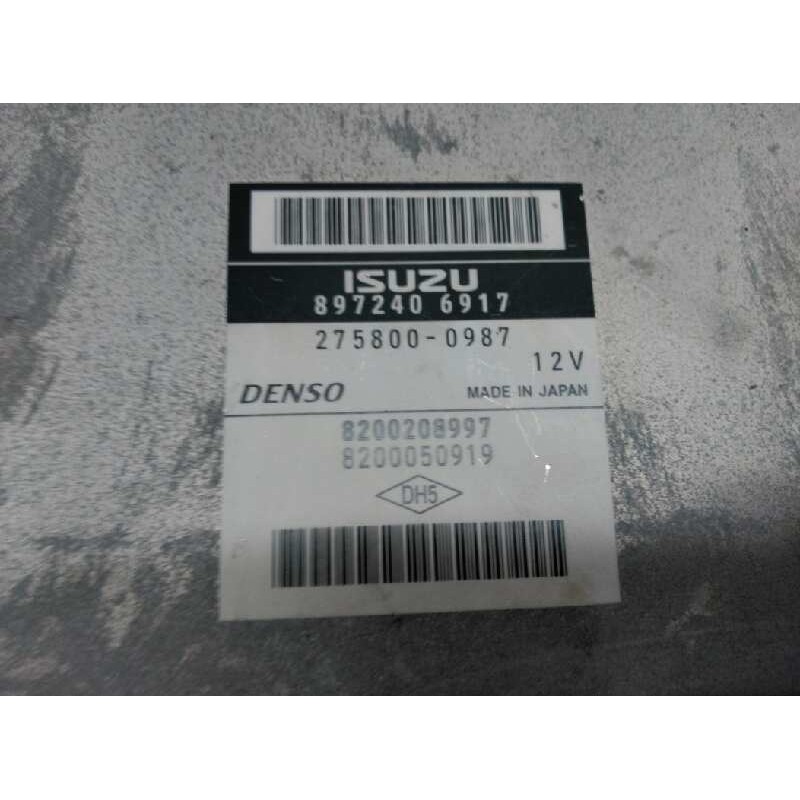 ISUZU
897240 6917
275800-0987
12V
DENSO MADE IN JAPAN
8200208997
8200050919
DH5